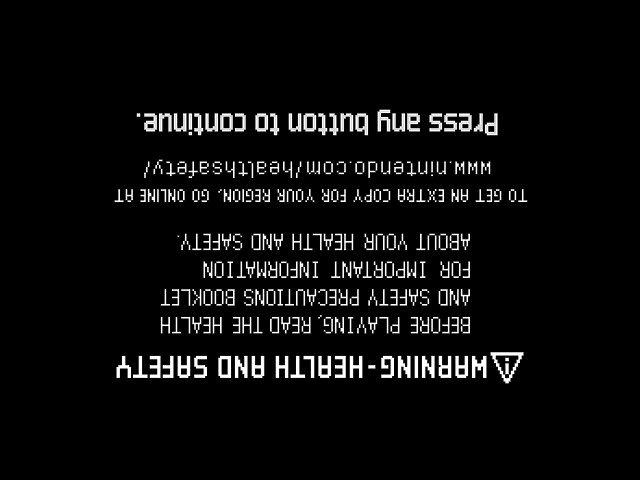 WARNING-HEALTH AND SAFETY
BEFORE PLAYING, READ THE HEALTH
AND SAFETY PRECAUTIONS BOOKLET
FOR IMPORTANT INFORMATION
ABOUT YOUR HEALTH AND SAFETY.
TO GET AN EXTRA COPY FOR YOUR REGION, GO ONLINE AT
www.nintendo.com/healthsafety/
Press any button to continue.